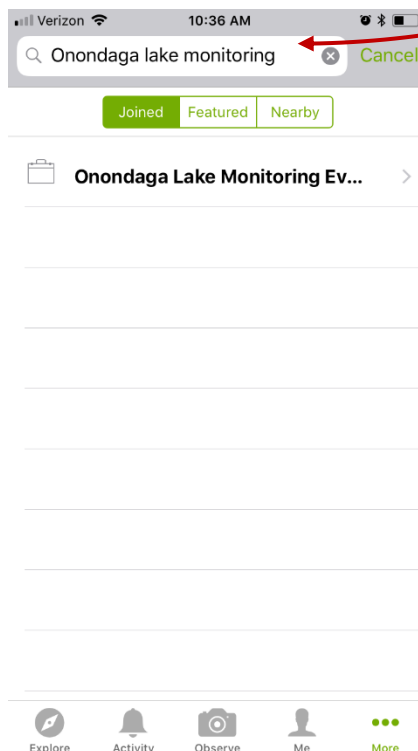 Verizon 10:36 AM
Onondaga lake monitoring Cancel
Joined Featured Nearby
Onondaga Lake Monitoring Ev...
Explore Activity Observe Me More